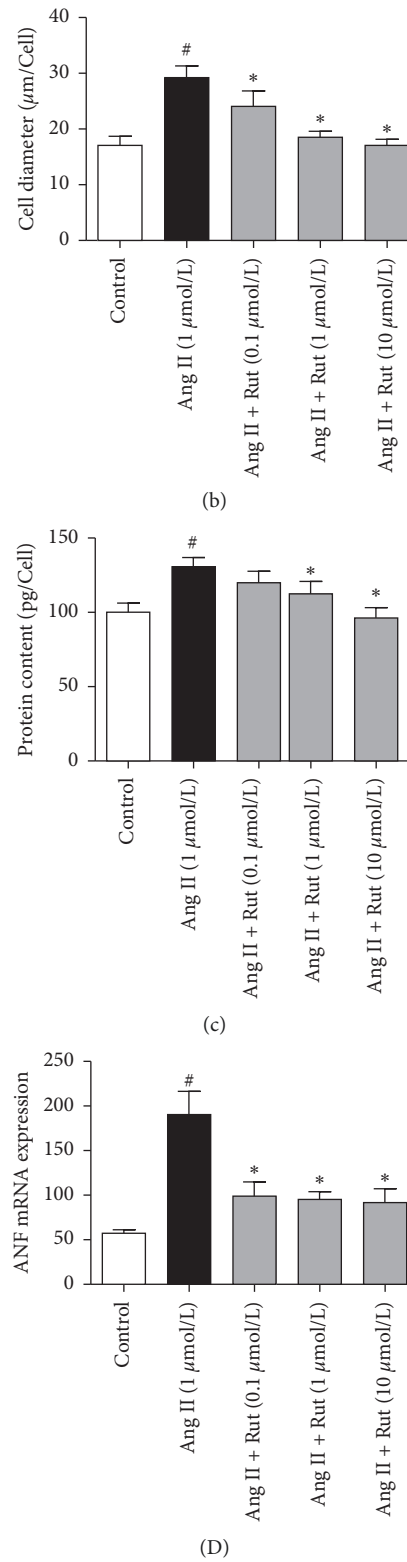 Cell diameter (μm/Cell)
40
30
20
10
0
#
*
*
*
Control
Ang II (1 μmol/L)
Ang II + Rut (0.1 μmol/L)
Ang II + Rut (1 μmol/L)
Ang II + Rut (10 μmol/L)
(b)
Protein content (pg/Cell)
150
100
50
0
#
*
*
Control
Ang II (1 μmol/L)
Ang II + Rut (0.1 μmol/L)
Ang II + Rut (1 μmol/L)
Ang II + Rut (10 μmol/L)
(c)
ANF mRNA expression
250
200
150
100
50
0
#
*
*
*
Control
Ang II (1 μmol/L)
Ang II + Rut (0.1 μmol/L)
Ang II + Rut (1 μmol/L)
Ang II + Rut (10 μmol/L)
(D)